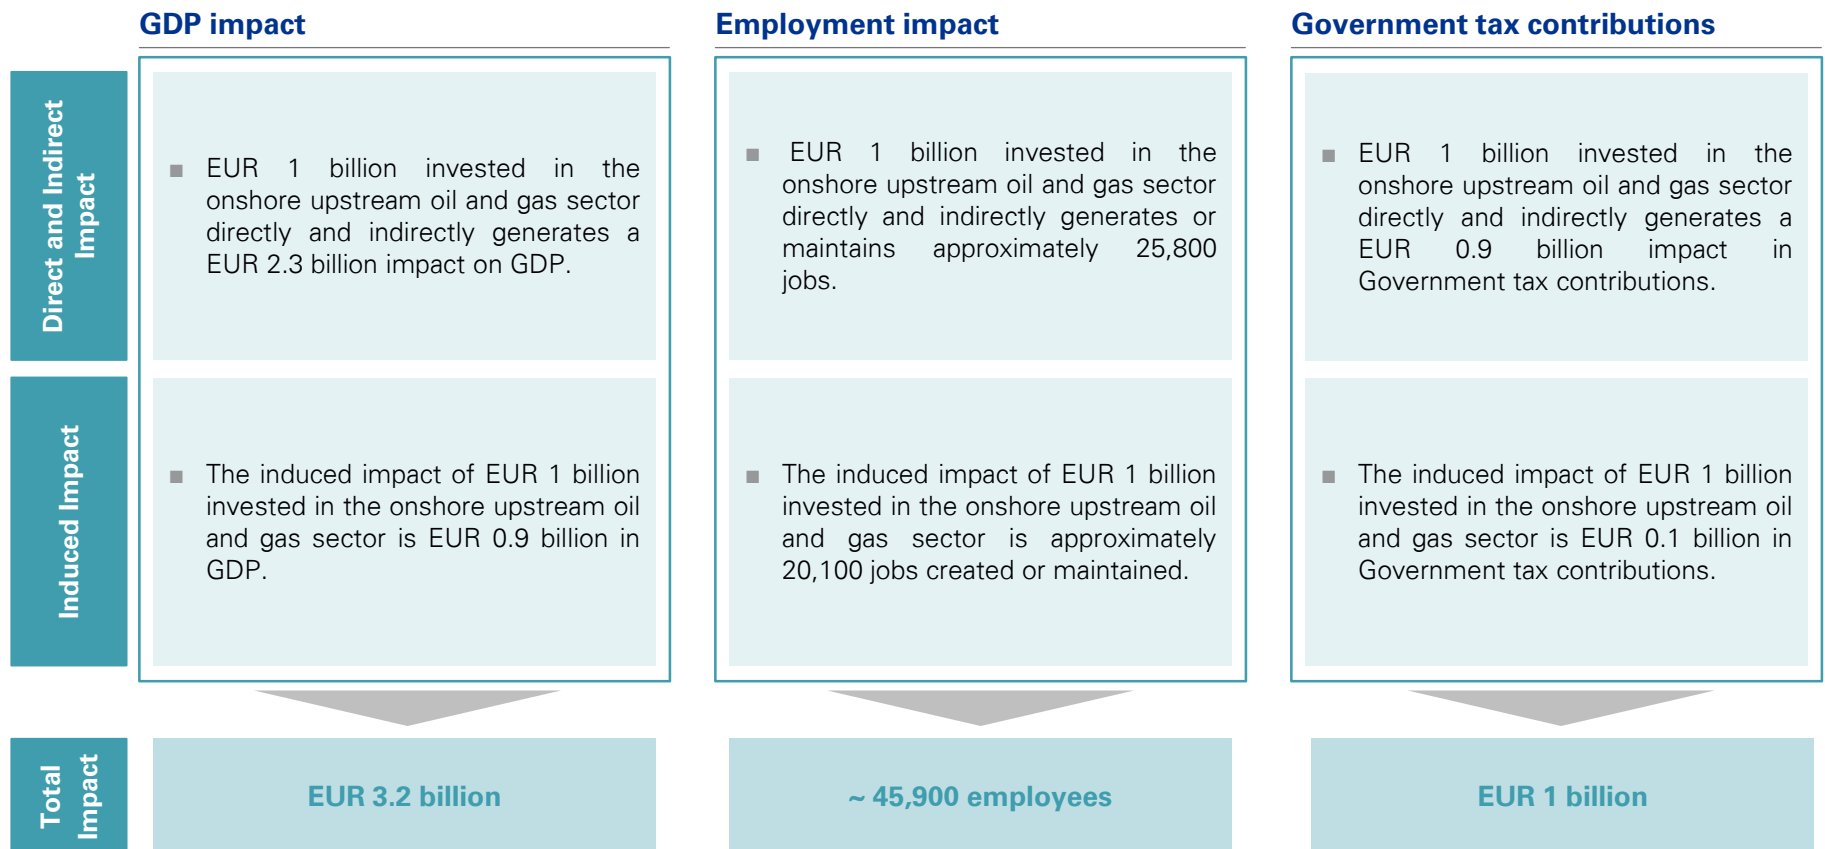 GDP impact
Employment impact
Government tax contributions
Direct and Indirect
Impact
■ EUR 1 billion invested in the
onshore upstream oil and gas sector
directly and indirectly generates a
EUR 2.3 billion impact on GDP.
■ EUR 1 billion invested in the
onshore upstream oil and gas sector
directly and indirectly generates or
maintains approximately 25,800
jobs.
■ EUR 1 billion invested in the
onshore upstream oil and gas sector
directly and indirectly generates a
EUR 0.9 billion impact in
Government tax contributions.
Induced Impact
■ The induced impact of EUR 1 billion
invested in the onshore upstream oil
and gas sector is EUR 0.9 billion in
GDP.
■ The induced impact of EUR 1 billion
invested in the onshore upstream oil
and gas sector is approximately
20,100 jobs created or maintained.
■ The induced impact of EUR 1 billion
invested in the onshore upstream oil
and gas sector is EUR 0.1 billion in
Government tax contributions.
Total
Impact
EUR 3.2 billion
~ 45,900 employees
EUR 1 billion